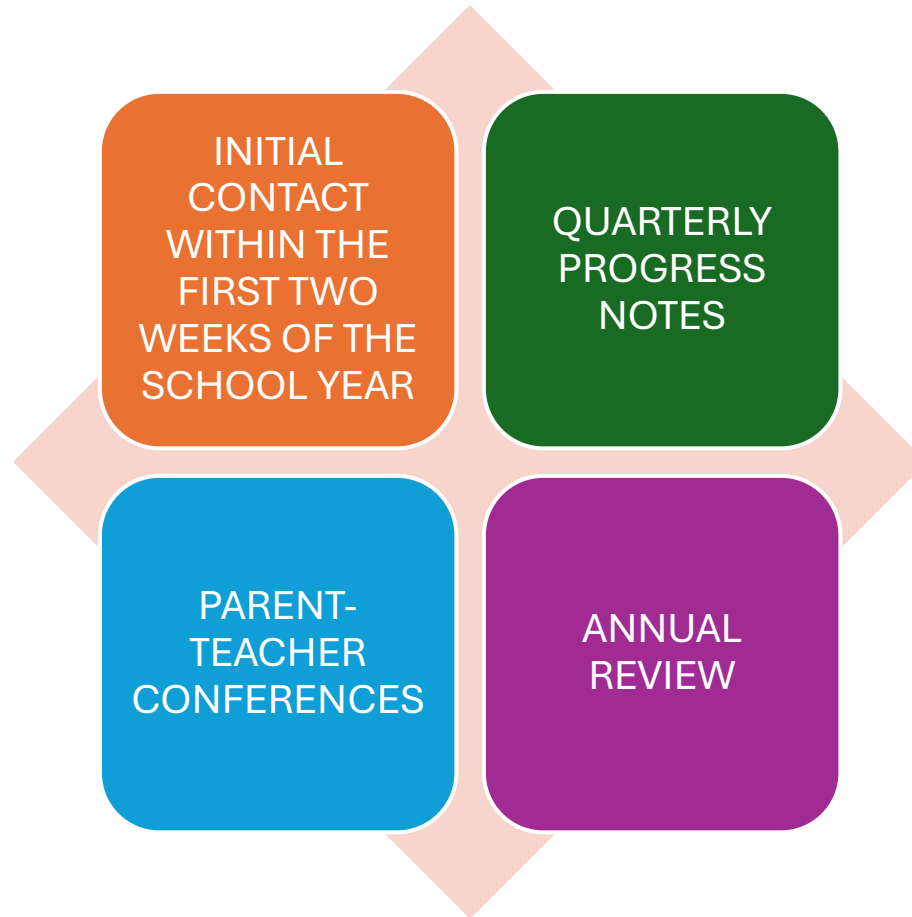 INITIAL
CONTACT
WITHIN THE
FIRST TWO
WEEKS OF THE
SCHOOL YEAR
QUARTERLY
PROGRESS
NOTES
PARENT-
TEACHER
CONFERENCES
ANNUAL
REVIEW